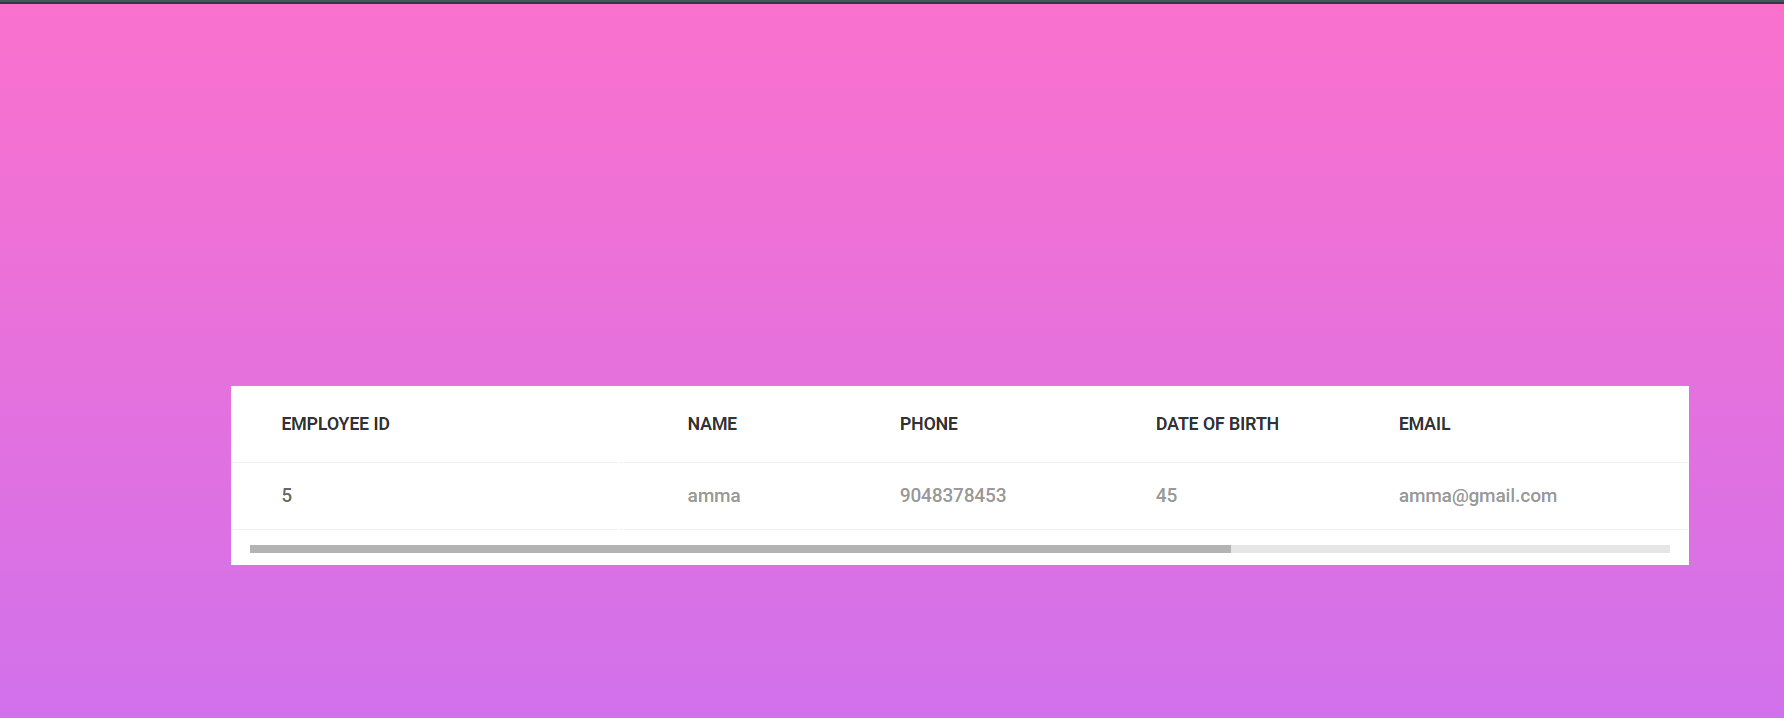 EMPLOYEE ID NAME PHONE DATE OF BIRTH EMAIL
5 amma 9048378453 45 amma@gmail.com